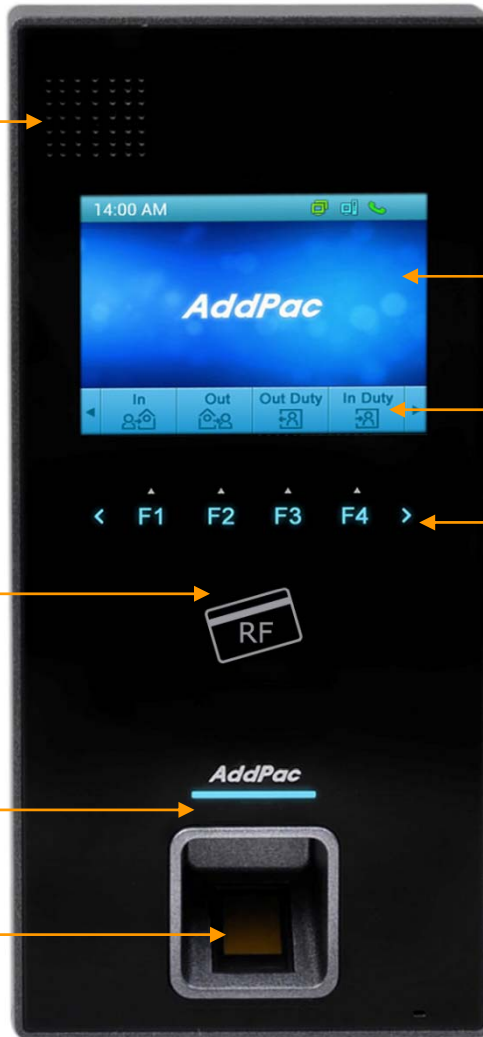 14:00 AM
AddPac
In Out Out Duty In Duty
< F1 F2 F3 F4 >
RF
AddPac